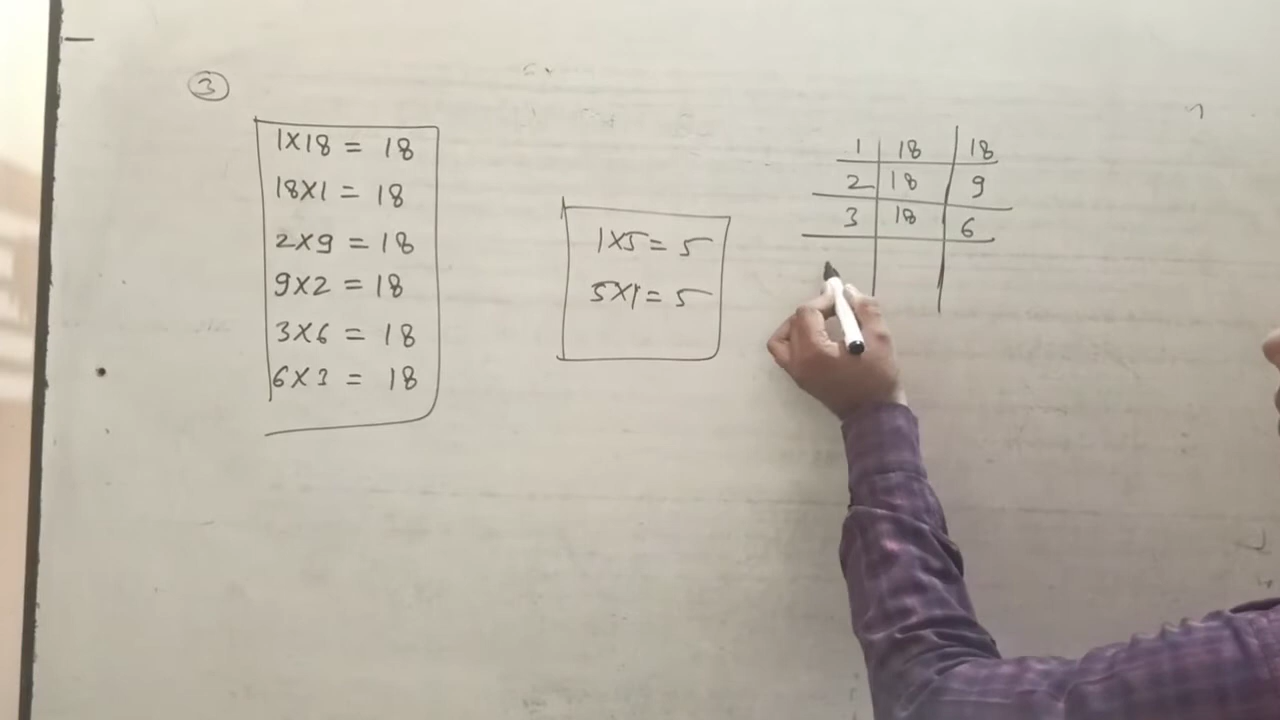 3
1X18 = 18
18X1 = 18
2X9 = 18
9X2 = 18
3X6 = 18
6X3 = 18
1X5 = 5
5X1 = 5
1 18 18
2 18 9
3 18 6